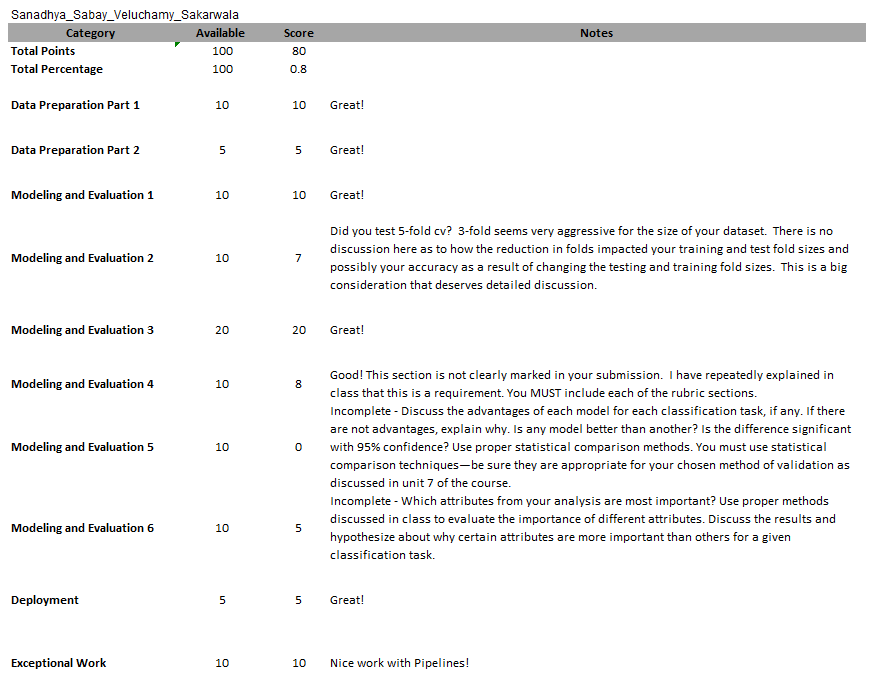 Sanadhya_Sabay_Veluchamy_Sakarwala
Category Available Score Notes
Total Points 100 80
Total Percentage 100 0.8
Data Preparation Part 1 10 10 Great!
Data Preparation Part 2 5 5 Great!
Modeling and Evaluation 1 10 10 Great!
Modeling and Evaluation 2 10 7 Did you test 5-fold cv? 3-fold seems very aggressive for the size of your dataset. There is no
discussion here as to how the reduction in folds impacted your training and test fold sizes and
possibly your accuracy as a result of changing the testing and training fold sizes. This is a big
consideration that deserves detailed discussion.
Modeling and Evaluation 3 20 20 Great!
Modeling and Evaluation 4 10 8 Good! This section is not clearly marked in your submission. I have repeatedly explained in
class that this is a requirement. You MUST include each of the rubric sections.
Modeling and Evaluation 5 10 0 Incomplete - Discuss the advantages of each model for each classification task, if any. If there
are not advantages, explain why. Is any model better than another? Is the difference significant
with 95% confidence? Use proper statistical comparison methods. You must use statistical
comparison techniques—be sure they are appropriate for your chosen method of validation as
discussed in unit 7 of the course.
Modeling and Evaluation 6 10 5 Incomplete - Which attributes from your analysis are most important? Use proper methods
discussed in class to evaluate the importance of different attributes. Discuss the results and
hypothesize about why certain attributes are more important than others for a given
classification task.
Deployment 5 5 Great!
Exceptional Work 10 10 Nice work with Pipelines!